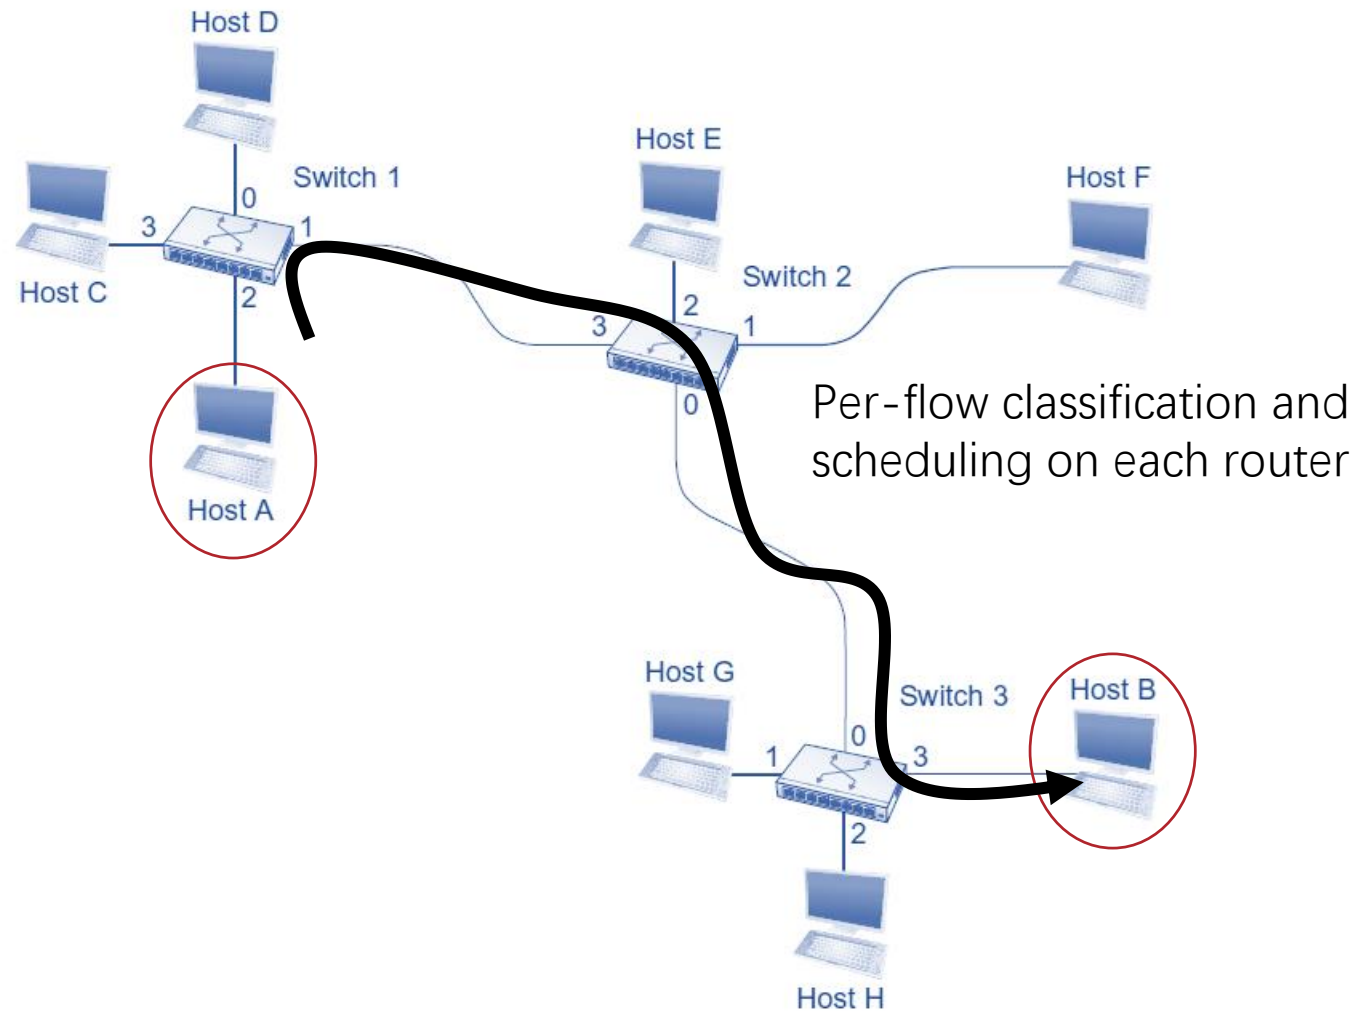 Host D
Host E
Switch 1
Host F
0
3
1
Host C
2
Switch 2
2
3
1
0
Per-flow classification and
scheduling on each router
Host A
Host G
Switch 3
Host B
0
1
3
2
Host H